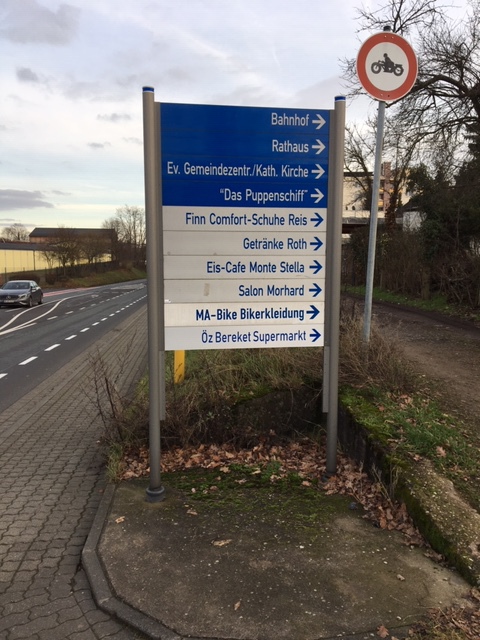 Bahnhof →
Rathaus →
Ev. Gemeindezentr./Kath. Kirche →
"Das Puppenschiff" →
Finn Comfort-Schuhe Reis →
Getränke Roth →
Eis-Cafe Monte Stella →
Salon Morhard →
MA-Bike Bikerkleidung →
Öz Bereket Supermarkt →